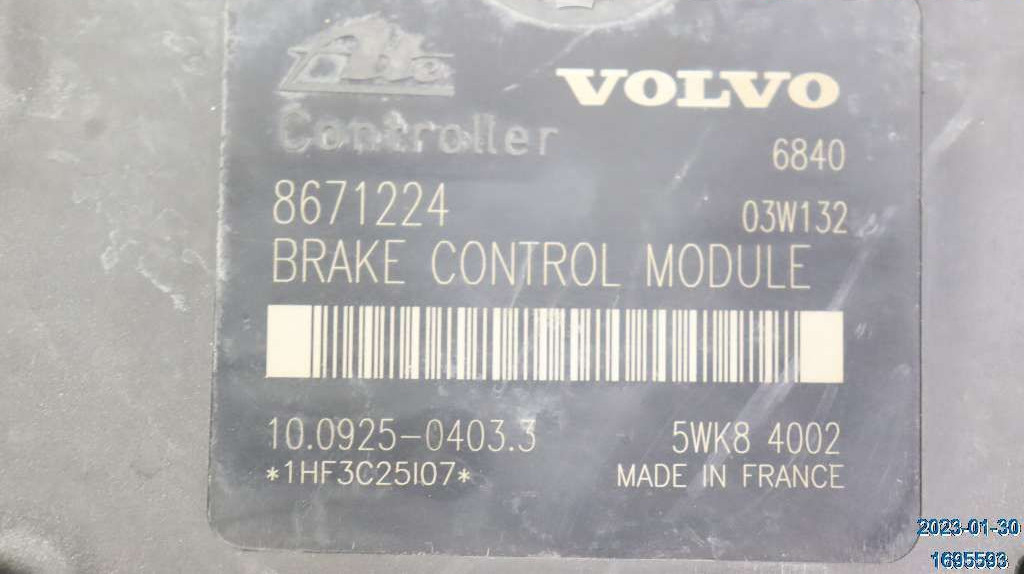 Ate
VOLVO
Controller
6840
8671224
03W132
BRAKE CONTROL MODULE
10.0925-0403.3
5WK8 4002
*1HF3C25I07*
MADE IN FRANCE
2023-01-30
1695593